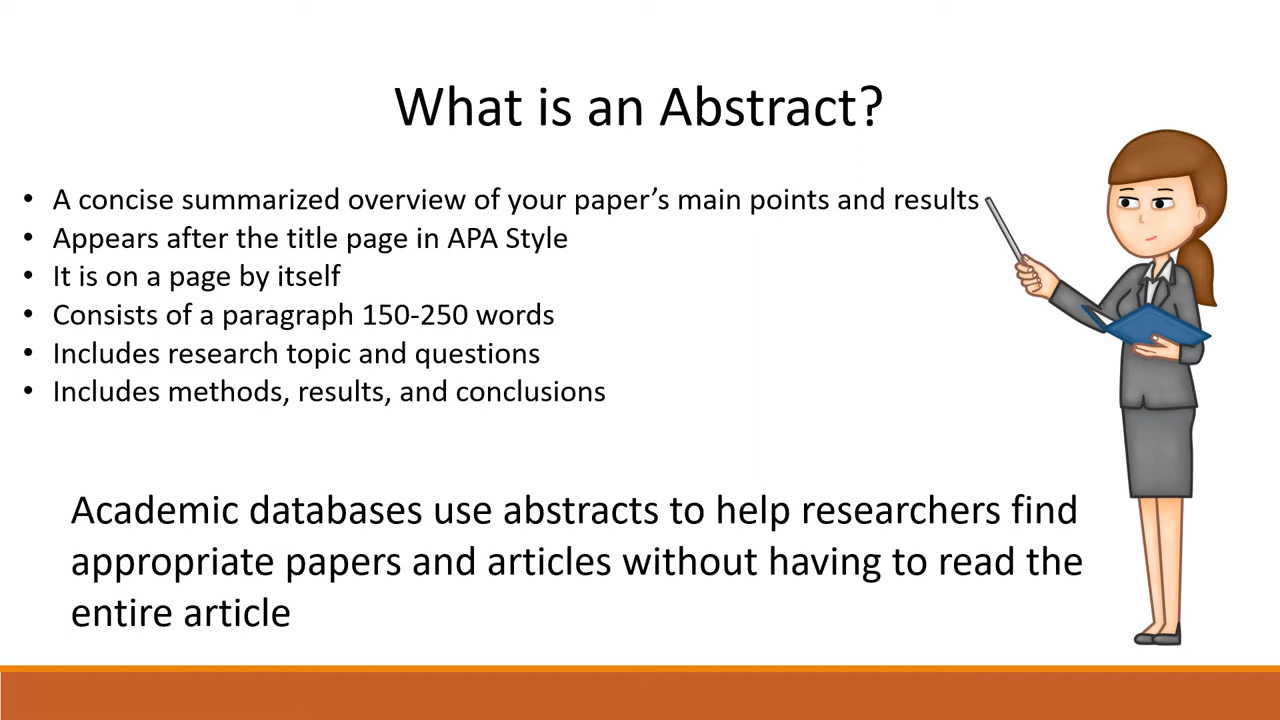 What is an Abstract?
• A concise summarized overview of your paper’s main points and results
• Appears after the title page in APA Style
• It is on a page by itself
• Consists of a paragraph 150-250 words
• Includes research topic and questions
• Includes methods, results, and conclusions
Academic databases use abstracts to help researchers find
appropriate papers and articles without having to read the
entire article